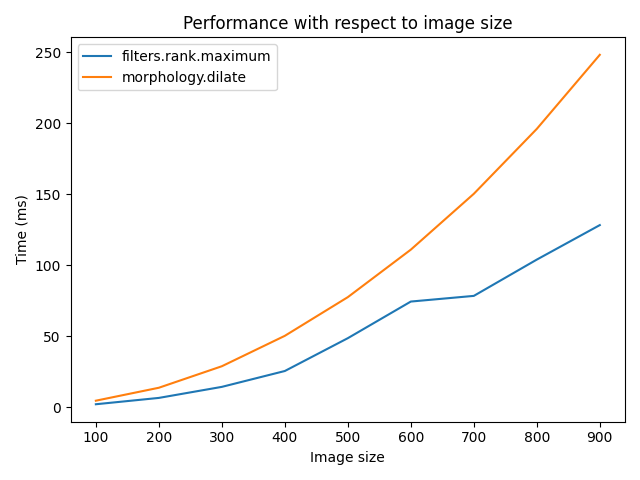 Performance with respect to image size
filters.rank.maximum
morphology.dilate
Time (ms)
250
200
150
100
50
0
100 200 300 400 500 600 700 800 900
Image size